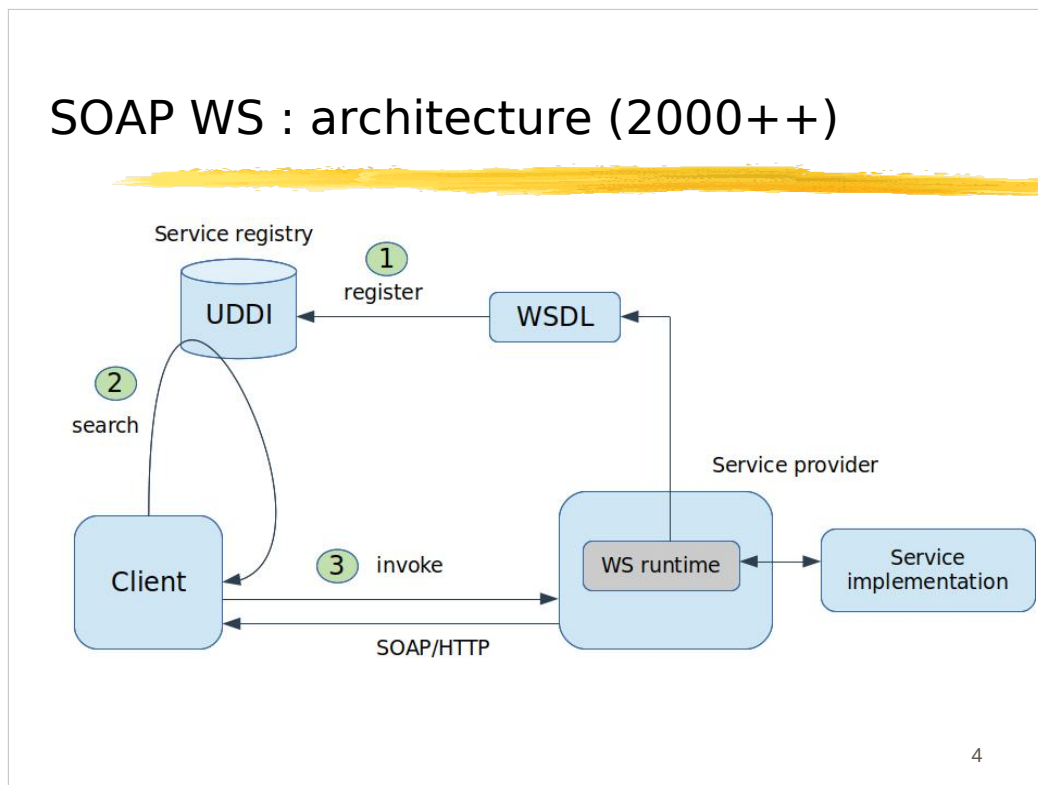 SOAP WS : architecture (2000++)
Service registry
1
register
UDDI
WSDL
2
search
Service provider
Client
3
invoke
WS runtime
Service
implementation
SOAP/HTTP
4